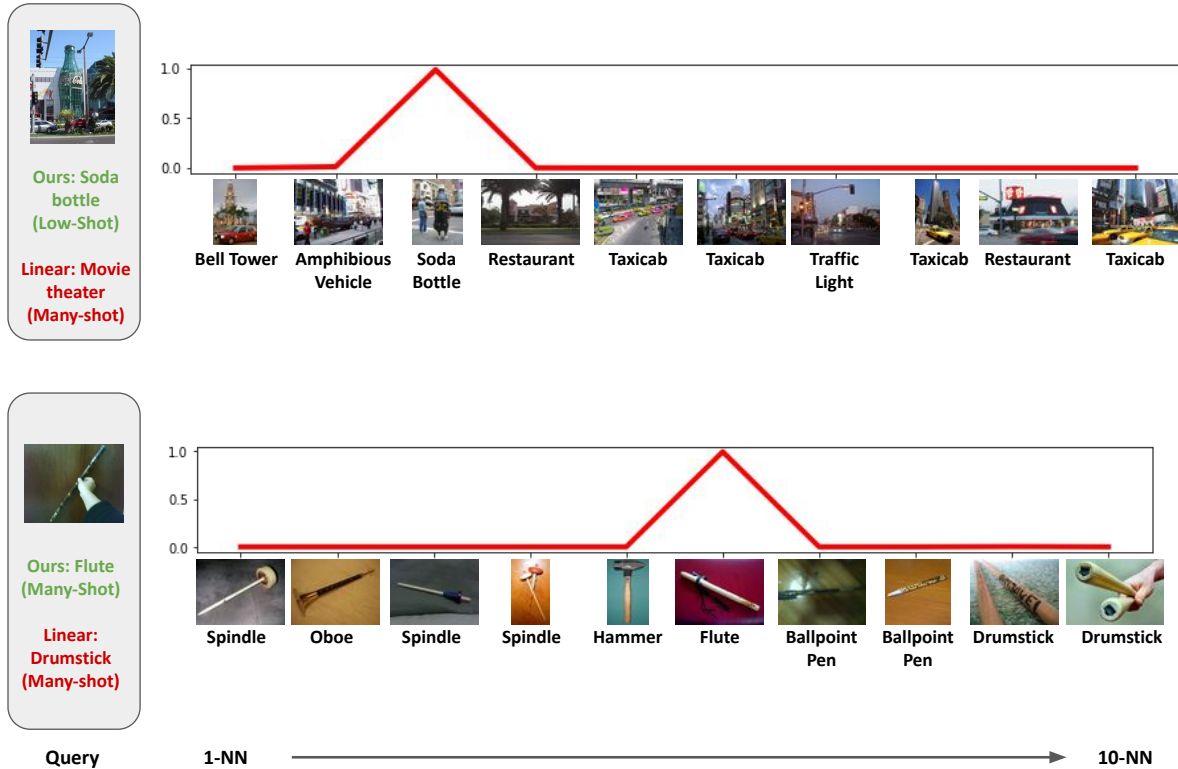 Ours: Soda
bottle
(Low-Shot)
Linear: Movie
theater
(Many-shot)
1.0
0.5
0.0
Bell Tower
Amphibious
Vehicle
Soda
Bottle
Restaurant
Taxicab
Taxicab
Traffic
Light
Taxicab
Restaurant
Taxicab
Ours: Flute
(Many-Shot)
Linear:
Drumstick
(Many-shot)
1.0
0.5
0.0
Spindle
Oboe
Spindle
Spindle
Hammer
Flute
Ballpoint
Pen
Ballpoint
Pen
Drumstick
Drumstick
Query
1-NN
10-NN